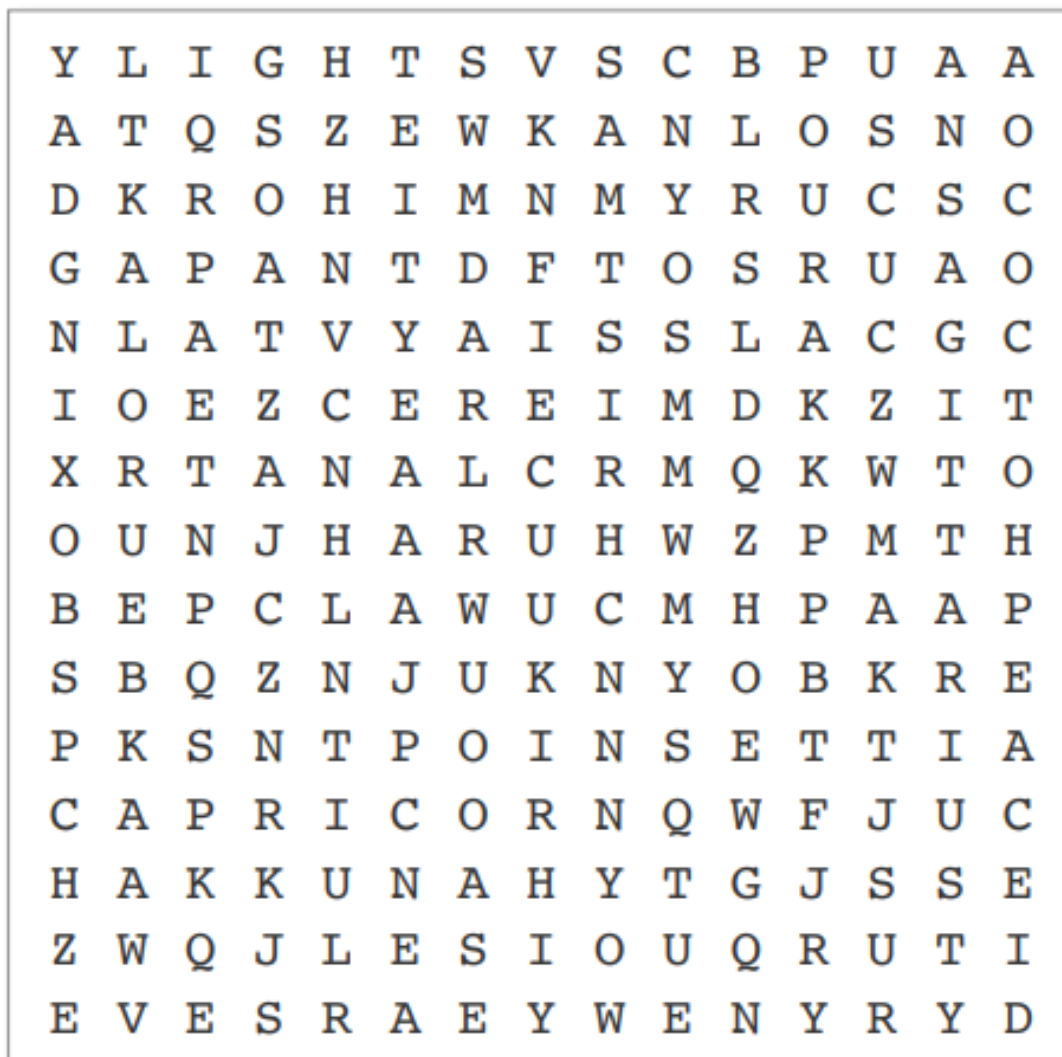 Y L I G H T S V S C B P U A A
A T Q S Z E W K A N L O S N O
D K R O H I M N M Y R U C S C
G A P A N T D F T O S R U A O
N L A T V Y A I S S L A C G C
I O E Z C E R E I M D K Z I T
X R T A N A L C R M Q K W T O
O U N J H A R U H W Z P M T H
B E P C L A W U C M H P A A P
S B Q Z N J U K N Y O B K R E
P K S N T P O I N S E T T I A
C A P R I C O R N Q W F J U C
H A K K U N A H Y T G J S S E
Z W Q J L E S I O U Q R U T I
E V E S R A E Y W E N Y R Y D